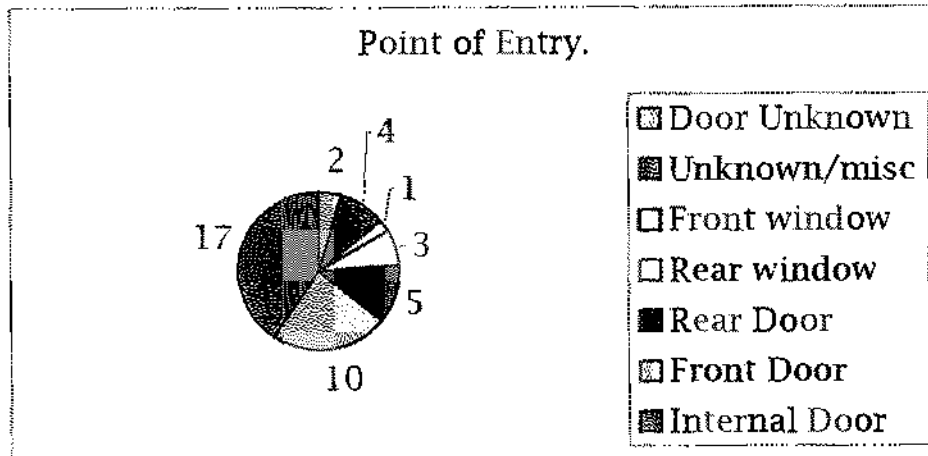 Point of Entry.
2
4
1
3
5
10
17
Door Unknown
Unknown/misc
Front window
Rear window
Rear Door
Front Door
Internal Door